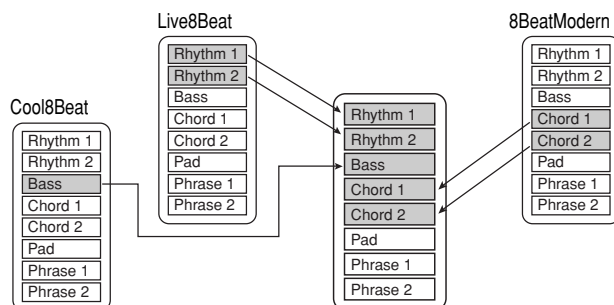 Cool8Beat
Rhythm 1
Rhythm 2
Bass
Chord 1
Chord 2
Pad
Phrase 1
Phrase 2
Live8Beat
Rhythm 1
Rhythm 2
Bass
Chord 1
Chord 2
Pad
Phrase 1
Phrase 2
Rhythm 1
Rhythm 2
Bass
Chord 1
Chord 2
Pad
Phrase 1
Phrase 2
8BeatModern
Rhythm 1
Rhythm 2
Bass
Chord 1
Chord 2
Pad
Phrase 1
Phrase 2